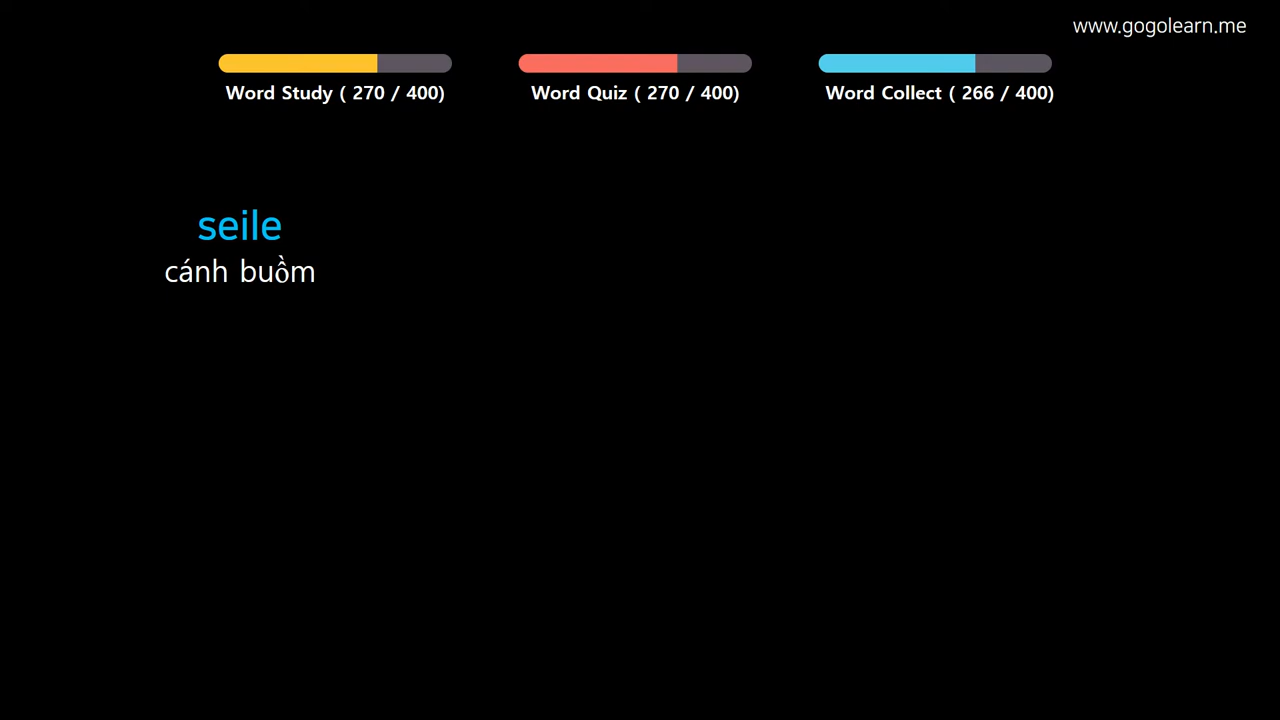 www.gogolearn.me
Word Study ( 270 / 400)
Word Quiz ( 270 / 400)
Word Collect ( 266 / 400)
seile
cánh buồm